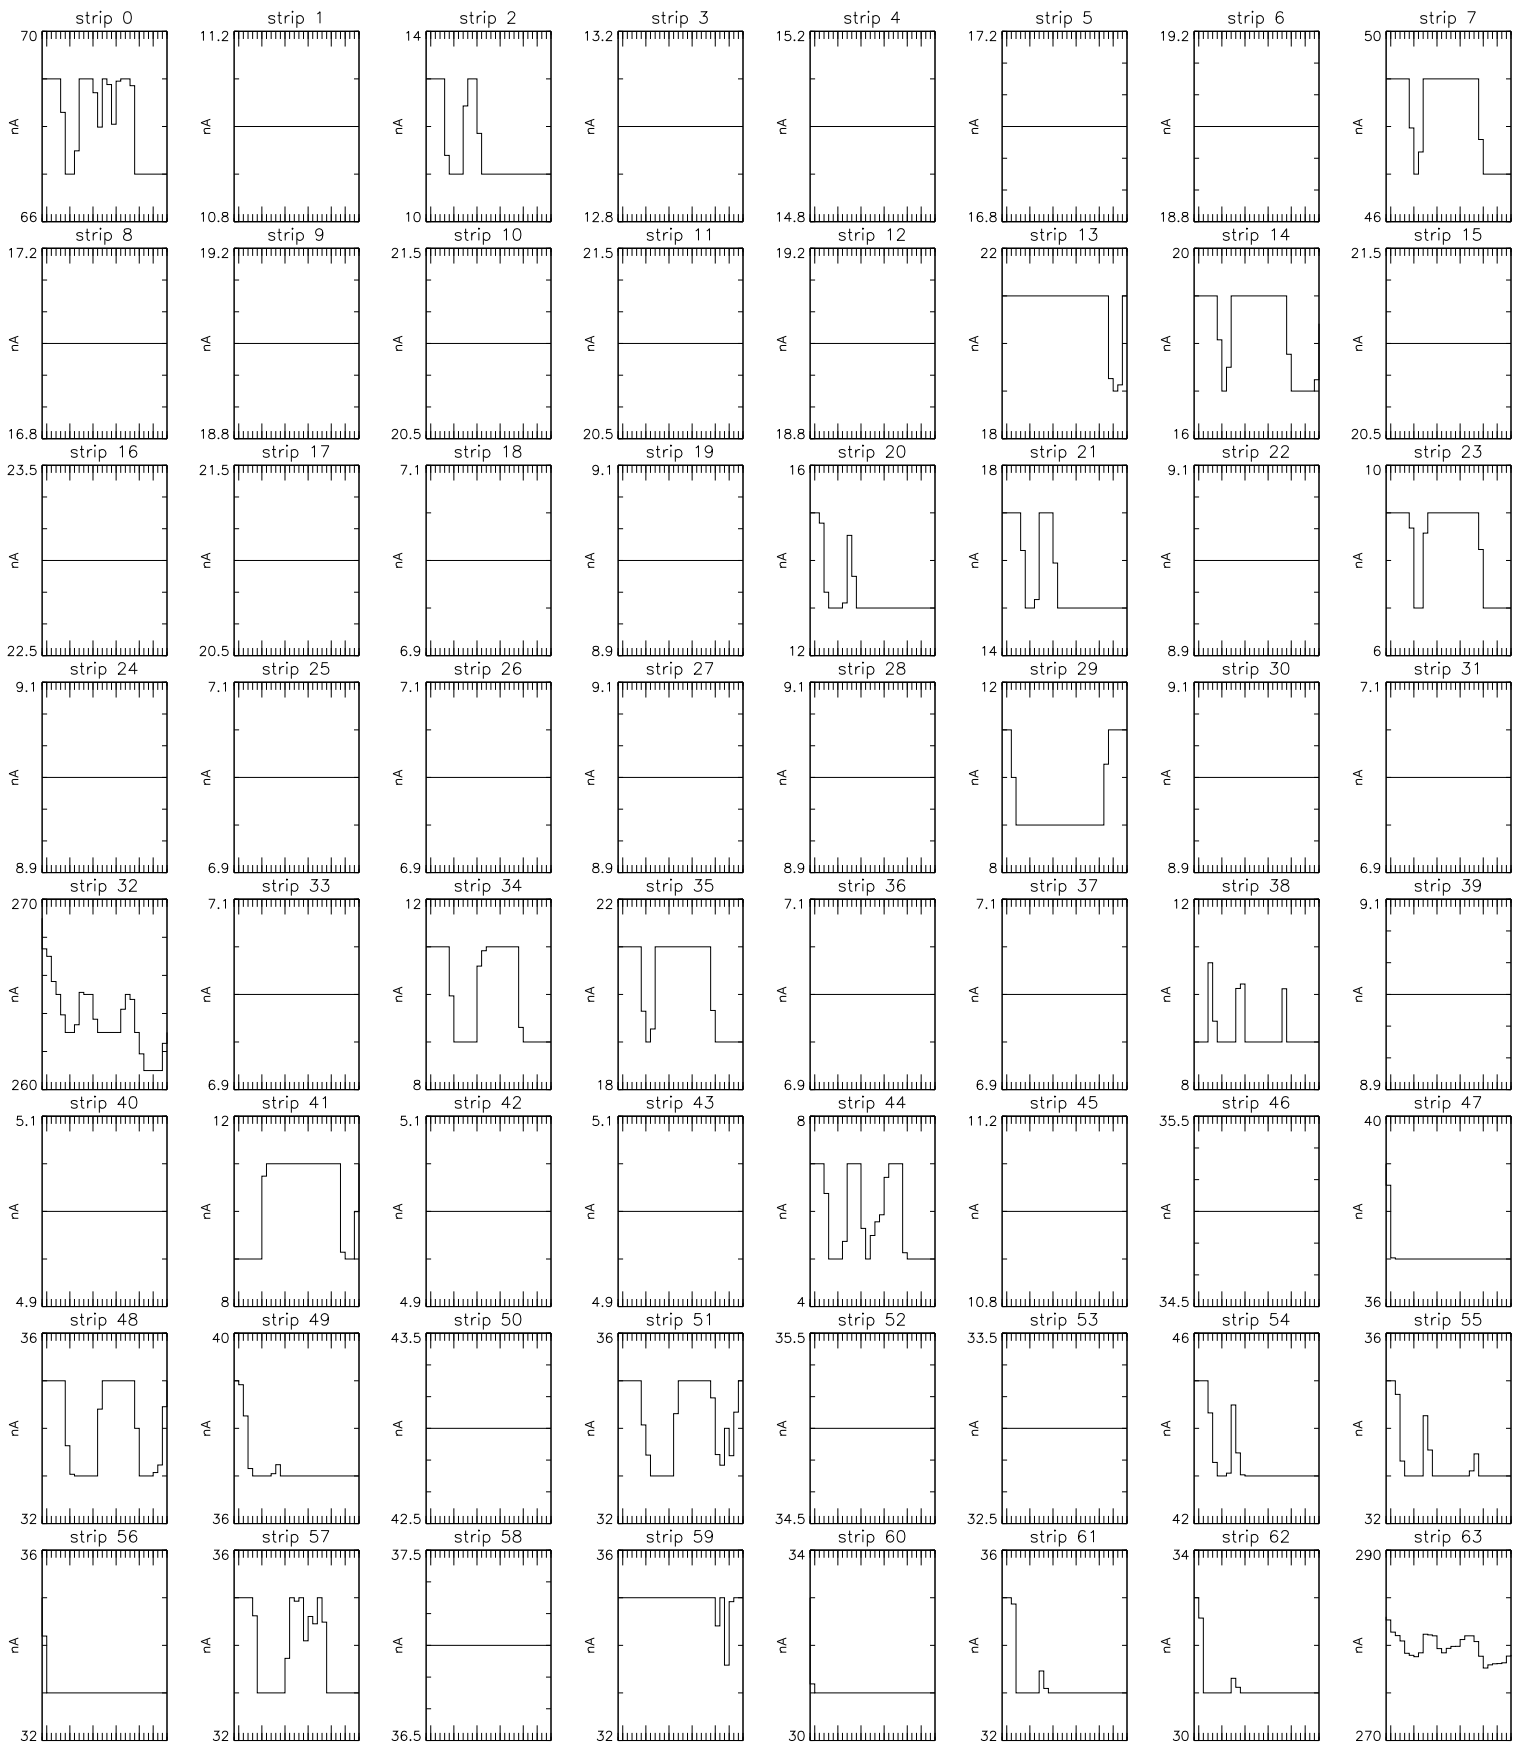 strip 0 strip 1 strip 2 strip 3 strip 4 strip 5 strip 6 strip 7
70 11.2 14 13.2 15.2 17.2 19.2 50
nA nA nA nA nA nA nA nA
66 10.8 10 12.8 14.8 16.8 18.8 46
strip 8 strip 9 strip 10 strip 11 strip 12 strip 13 strip 14 strip 15
17.2 19.2 21.5 21.5 19.2 22 20 21.5
nA nA nA nA nA nA nA nA
16.8 18.8 20.5 20.5 18.8 18 16 20.5
strip 16 strip 17 strip 18 strip 19 strip 20 strip 21 strip 22 strip 23
23.5 21.5 7.1 9.1 16 18 9.1 10
nA nA nA nA nA nA nA nA
22.5 20.5 6.9 8.9 12 14 8.9 6
strip 24 strip 25 strip 26 strip 27 strip 28 strip 29 strip 30 strip 31
9.1 7.1 7.1 9.1 9.1 12 9.1 7.1
nA nA nA nA nA nA nA nA
8.9 6.9 6.9 8.9 8.9 8 8.9 6.9
strip 32 strip 33 strip 34 strip 35 strip 36 strip 37 strip 38 strip 39
270 7.1 12 22 7.1 7.1 12 9.1
nA nA nA nA nA nA nA nA
260 6.9 8 18 6.9 6.9 8 8.9
strip 40 strip 41 strip 42 strip 43 strip 44 strip 45 strip 46 strip 47
5.1 12 5.1 5.1 8 11.2 35.5 40
nA nA nA nA nA nA nA nA
4.9 8 4.9 4.9 4 10.8 34.5 36
strip 48 strip 49 strip 50 strip 51 strip 52 strip 53 strip 54 strip 55
36 40 43.5 36 35.5 33.5 46 36
nA nA nA nA nA nA nA nA
32 36 42.5 32 34.5 32.5 42 32
strip 56 strip 57 strip 58 strip 59 strip 60 strip 61 strip 62 strip 63
36 36 37.5 36 34 36 34 290
nA nA nA nA nA nA nA nA
32 32 36.5 32 30 32 30 270